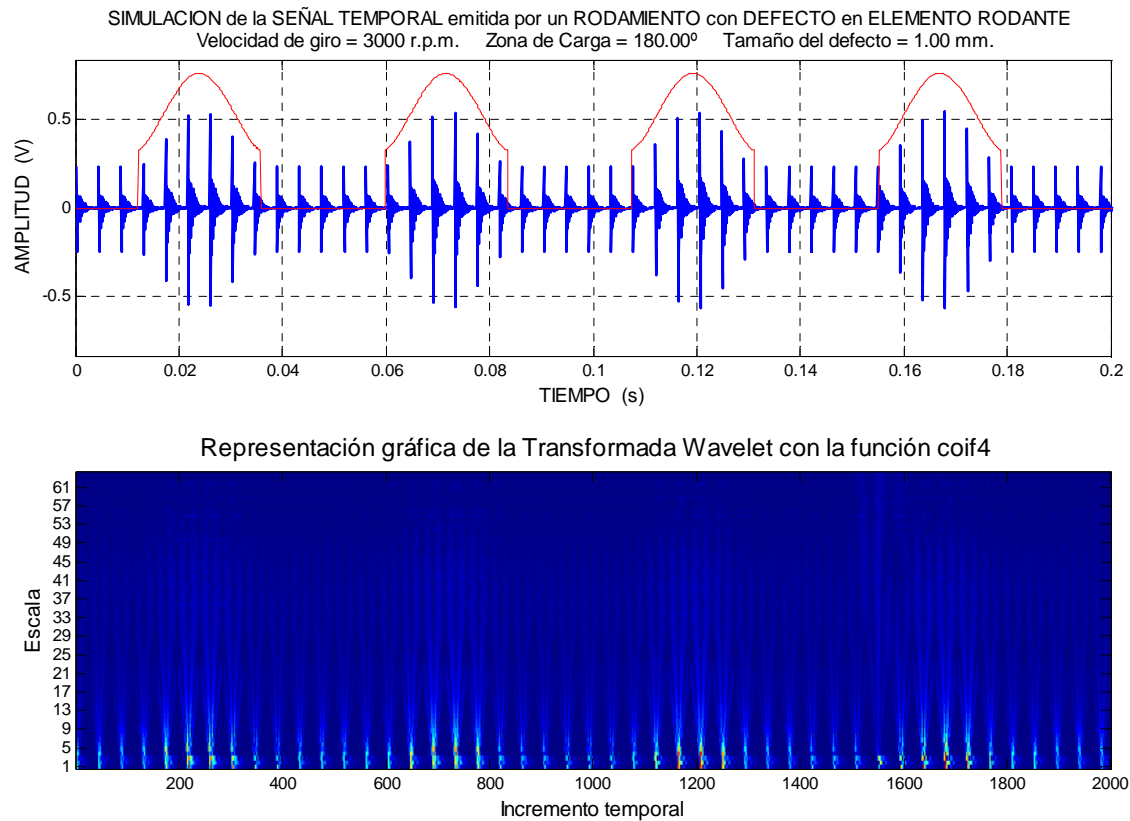 SIMULACION de la SEÑAL TEMPORAL emitida por un RODAMIENTO con DEFECTO en ELEMENTO RODANTE
Velocidad de giro = 3000 r.p.m. Zona de Carga = 180.00º Tamaño del defecto = 1.00 mm.
AMPLITUD (V)
0.5
0
-0.5
0 0.02 0.04 0.06 0.08 0.1 0.12 0.14 0.16 0.18 0.2
TIEMPO (s)
Representación gráfica de la Transformada Wavelet con la función coif4
Escala
61
57
53
49
45
41
37
33
29
25
21
17
13
9
5
1
200 400 600 800 1000 1200 1400 1600 1800 2000
Incremento temporal